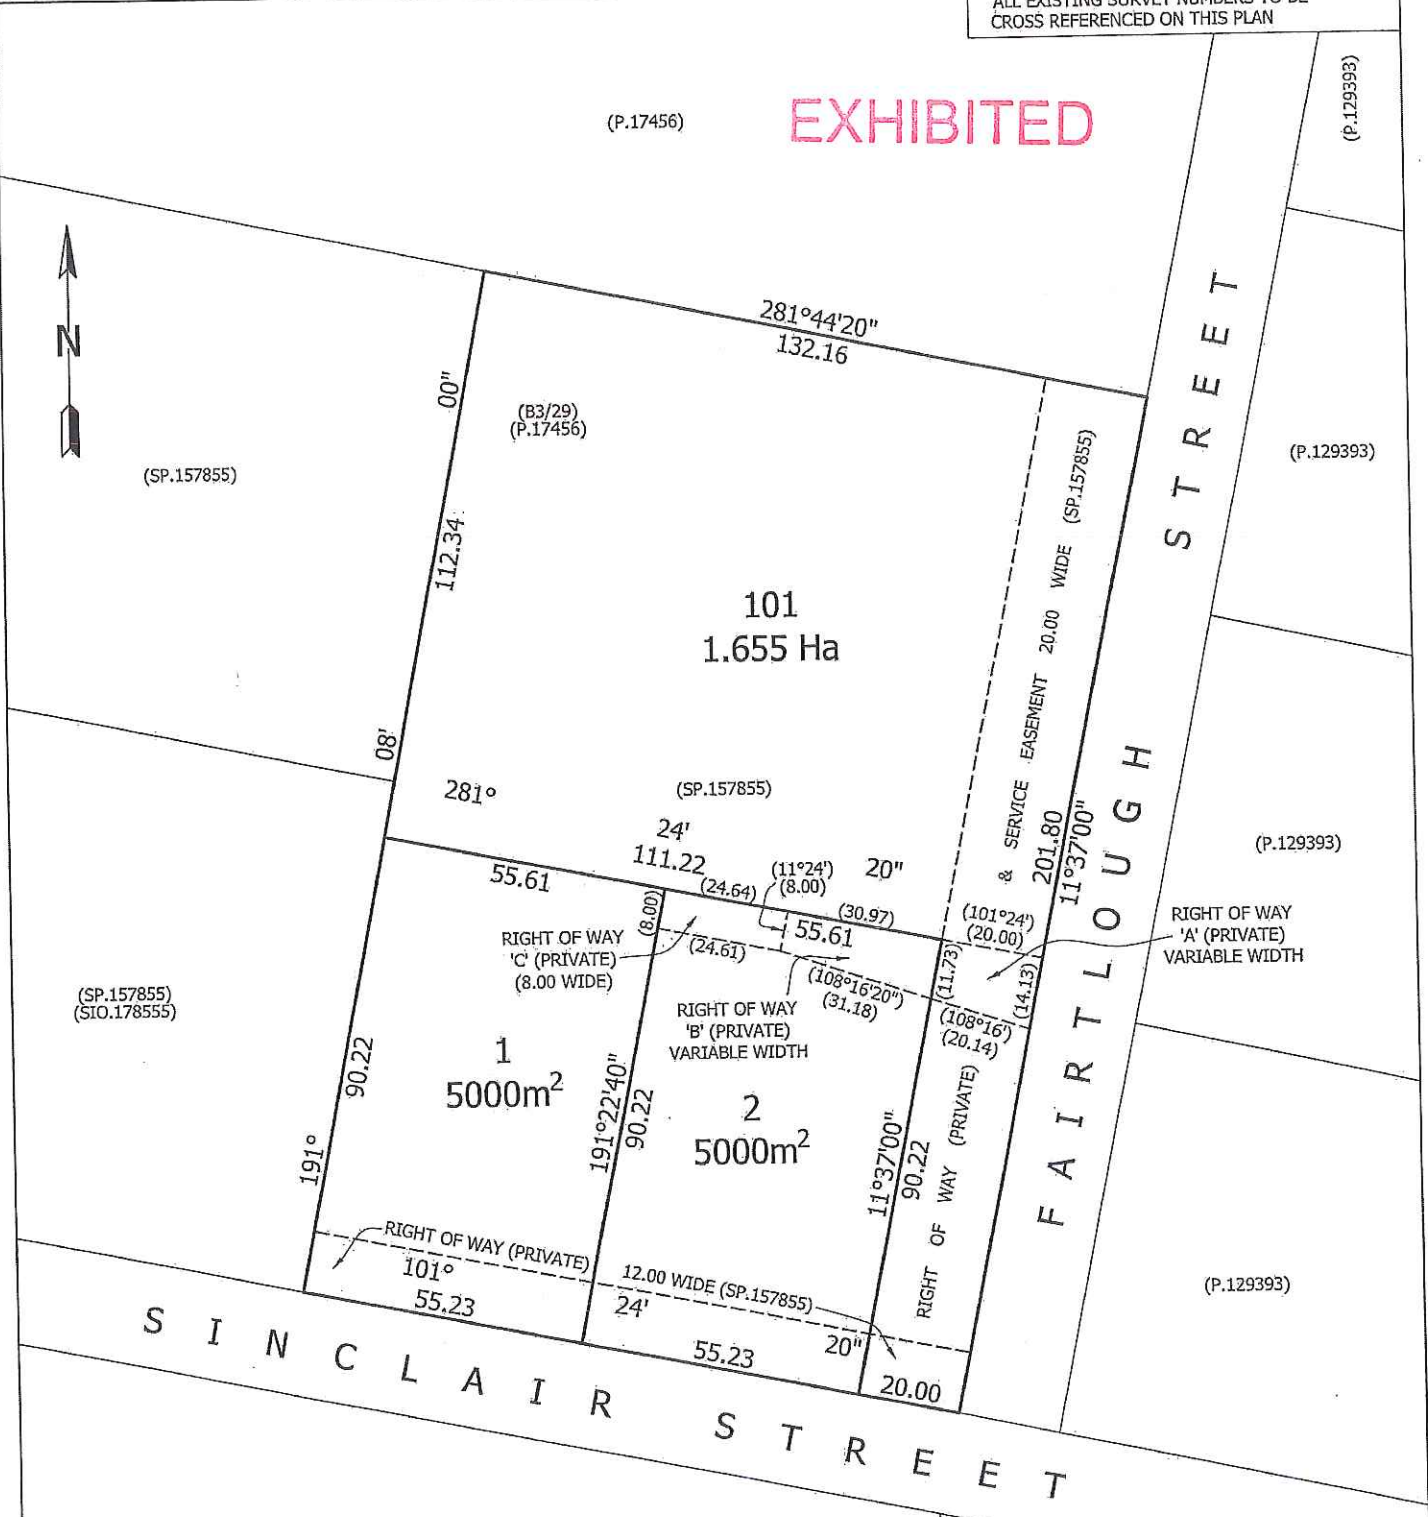 ALL EXISTING SURVEY NUMBERS TO BE
CROSS REFERENCED ON THIS PLAN
(P.17456)
EXHIBITED
(P.129393)
N
281°44'20"
132.16
00"
(B3/29)
(P.17456)
(SP.157855)
112.34
08'
101
1.655 Ha
(P.129393)
& SERVICE EASEMENT 20.00 WIDE (SP.157855)
FAIRTLOUGH STREET
201.80
11°37'00"
281°
(SP.157855)
24'
111.22
20"
55.61
(24.64)
(11°24')
(8.00)
(30.97)
(101°24')
(20.00)
(P.129393)
(8.00)
(24.61)
55.61
(11.73)
(14.13)
RIGHT OF WAY
'A' (PRIVATE)
VARIABLE WIDTH
RIGHT OF WAY
'C' (PRIVATE)
(8.00 WIDE)
(108°16'20")
(31.18)
(108°16')
(20.14)
RIGHT OF WAY
'B' (PRIVATE)
VARIABLE WIDTH
(SP.157855)
(SIO.178555)
1
5000m²
2
5000m²
90.22
191°
191°22'40"
90.22
11°37'00"
90.22
RIGHT OF WAY (PRIVATE)
RIGHT OF WAY (PRIVATE)
12.00 WIDE (SP.157855)
101°
55.23
24'
55.23
20"
20.00
(P.129393)
SINCLAIR STREET